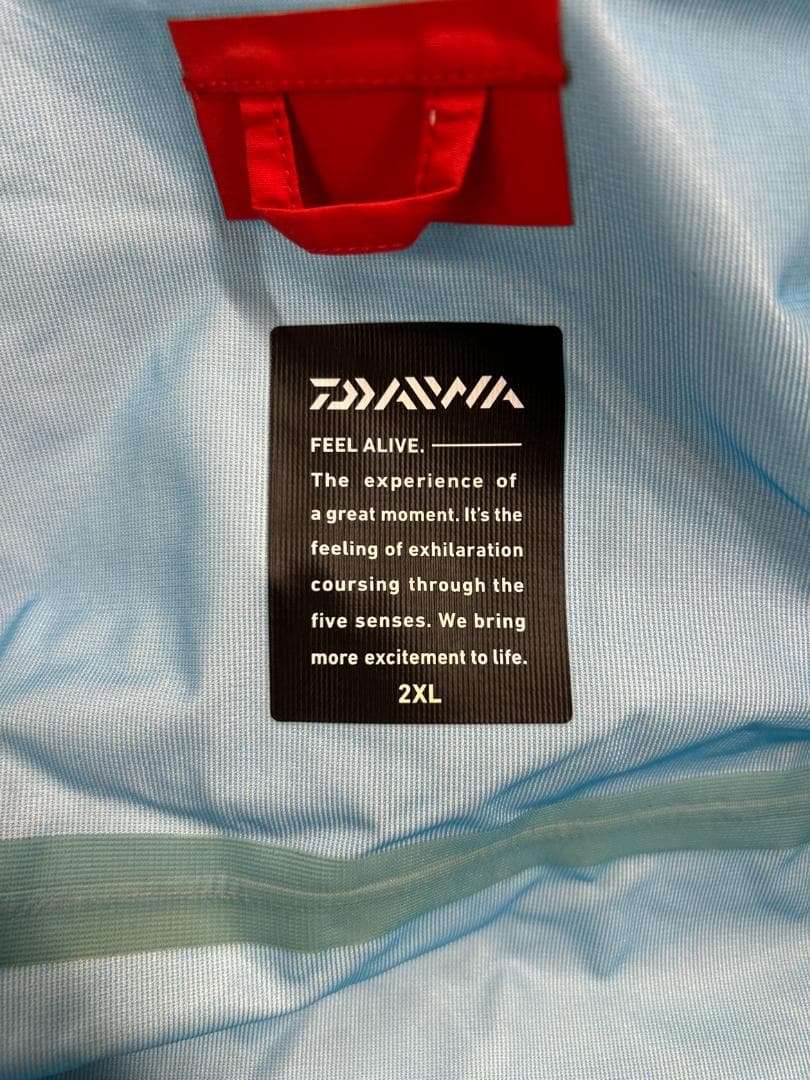 DAIWA
FEEL ALIVE.
The experience of
a great moment. It's the
feeling of exhilaration
coursing through the
five senses. We bring
more excitement to life.
2XL